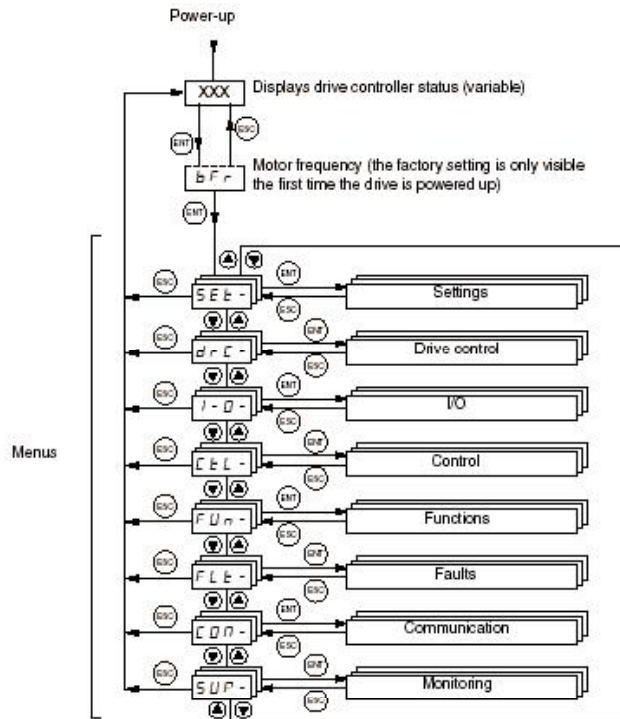 Power-up
XXX
Displays drive controller status (variable)
ENT
ESC
bFr
Motor frequency (the factory setting is only visible
the first time the drive is powered up)
ENT
Menus
ESC
SEt-
ENT
ESC
Settings
ESC
drC-
ENT
ESC
Drive control
ESC
I-O-
ENT
ESC
I/O
ESC
CtL-
ENT
ESC
Control
ESC
FUn-
ENT
ESC
Functions
ESC
FLt-
ENT
ESC
Faults
ESC
COM-
ENT
ESC
Communication
ESC
SUP-
ENT
ESC
Monitoring